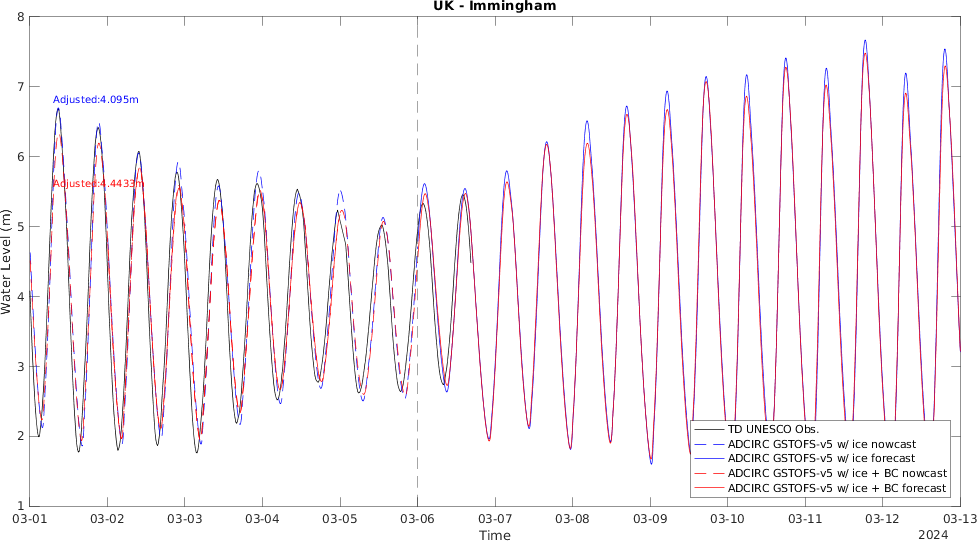 UK - Immingham
8
7
6
5
4
3
2
1
Water Level (m)
Adjusted:4.095m
Adjusted:4.4433m
TD UNESCO Obs.
ADCIRC GSTOFS-v5 w/ ice nowcast
ADCIRC GSTOFS-v5 w/ ice forecast
ADCIRC GSTOFS-v5 w/ ice + BC nowcast
ADCIRC GSTOFS-v5 w/ ice + BC forecast
03-01 03-02 03-03 03-04 03-05 03-06 03-07 03-08 03-09 03-10 03-11 03-12 03-13
Time
2024